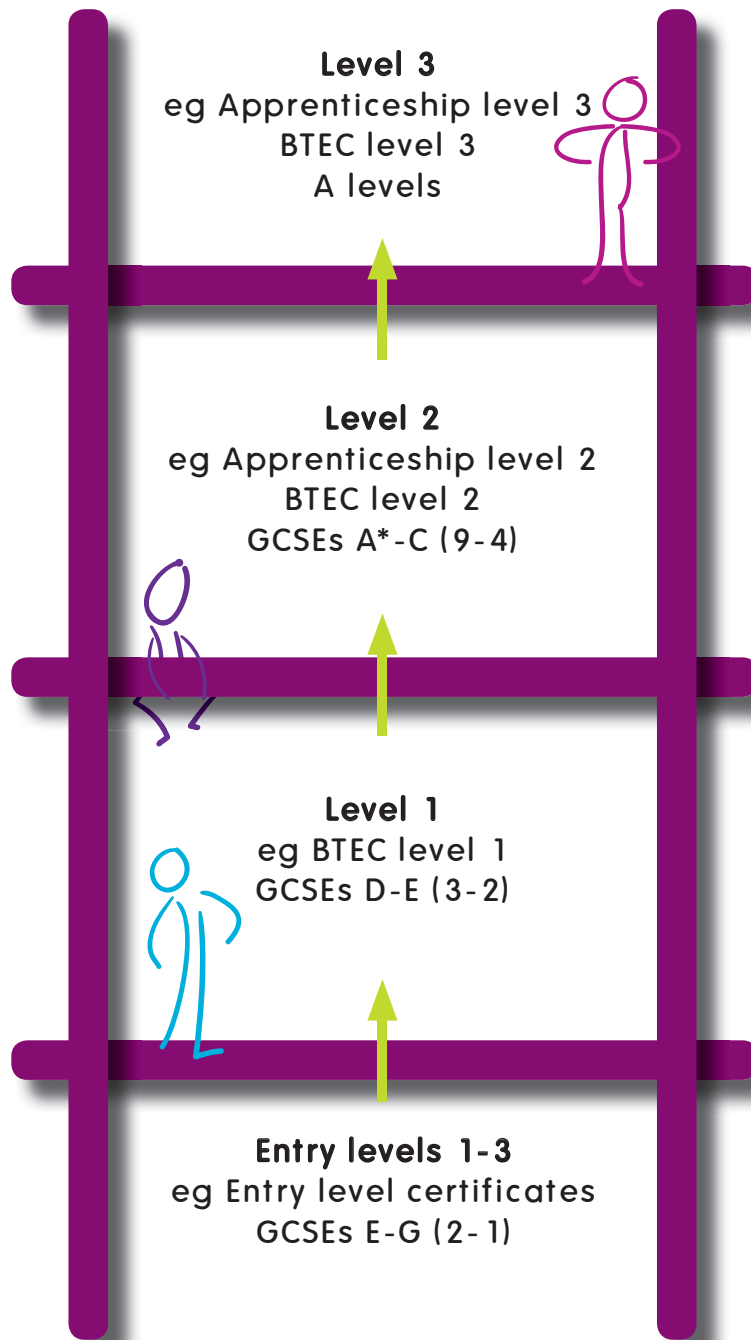 Level 3
eg Apprenticeship level 3
BTEC level 3
A levels
Level 2
eg Apprenticeship level 2
BTEC level 2
GCSEs A*-C (9-4)
Level 1
eg BTEC level 1
GCSEs D-E (3-2)
Entry levels 1-3
eg Entry level certificates
GCSEs E-G (2-1)